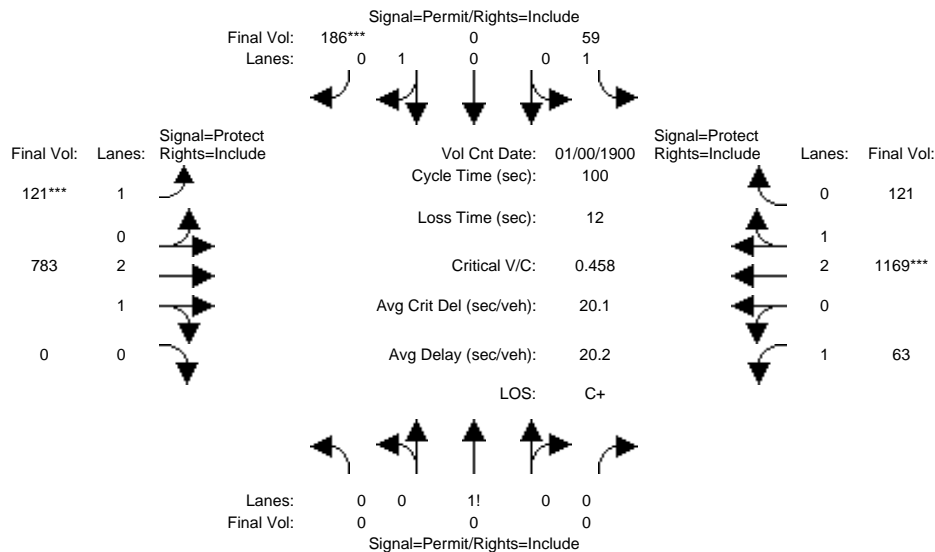 Signal=Permit/Rights=Include
Final Vol: 186*** 0 59
Lanes: 0 1 0 0 1
Signal=Protect Signal=Protect
Final Vol: Lanes: Rights=Include Vol Cnt Date: 01/00/1900 Rights=Include Lanes: Final Vol:
Cycle Time (sec): 100
121*** 1 0 121
Loss Time (sec): 12
0 1
783 2 Critical V/C: 0.458 2 1169***
1 Avg Crit Del (sec/veh): 20.1 0
0 0 Avg Delay (sec/veh): 20.2 1 63
LOS: C+
Lanes: 0 0 1! 0 0
Final Vol: 0 0 0
Signal=Permit/Rights=Include